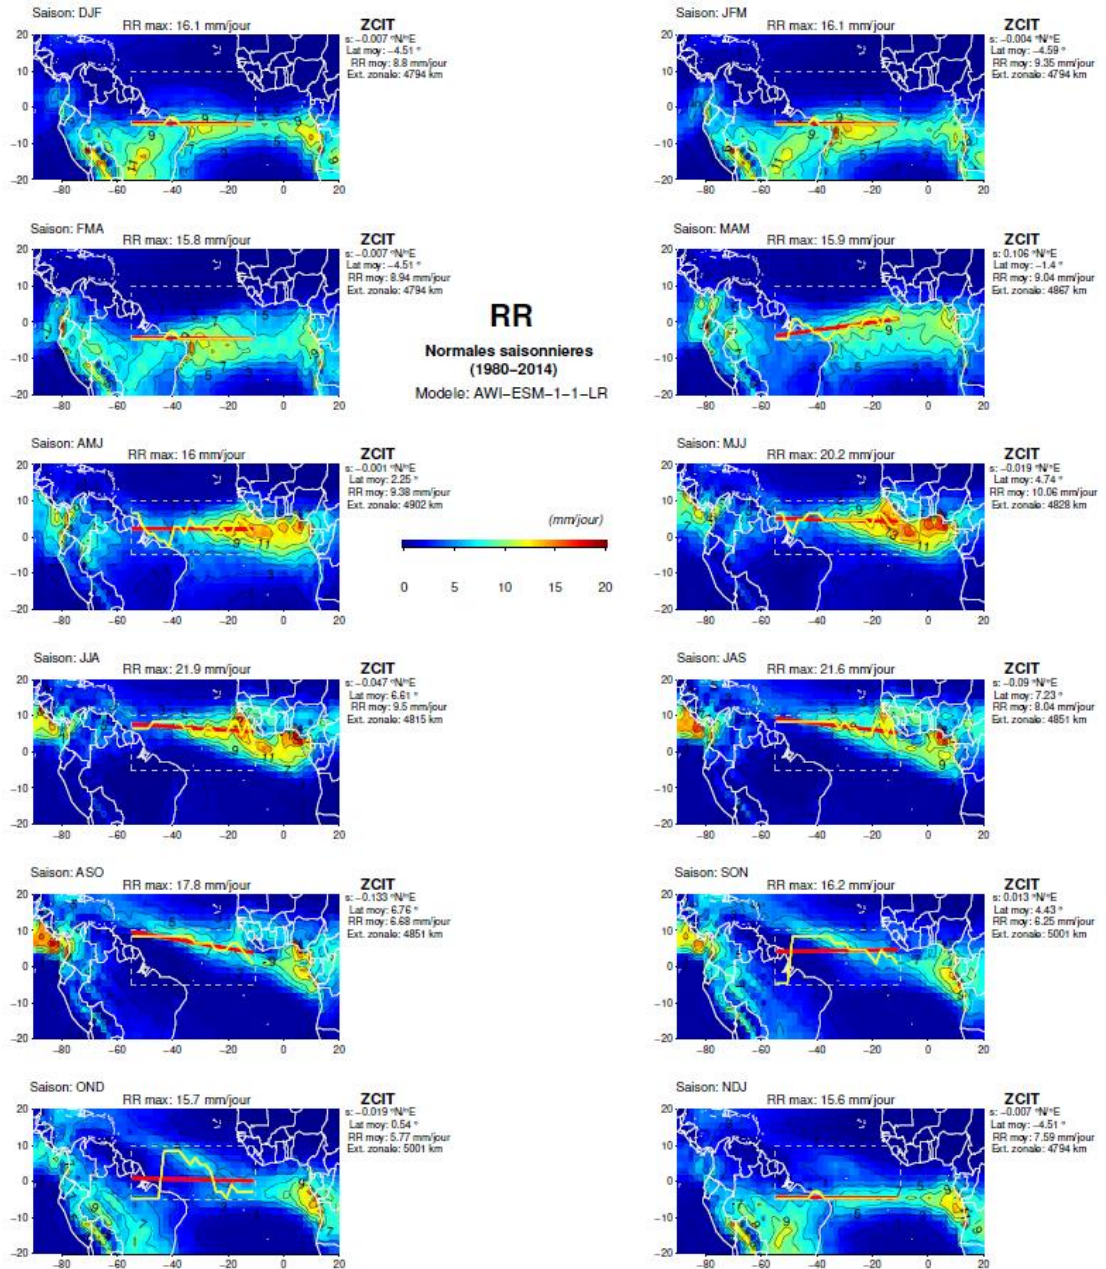 Saison: DJF
RR max: 16.1 mm/jour
ZCIT
s: −0.007 °N/°E
Lat moy: −4.51 °
RR moy: 8.8 mm/jour
Ext. zonale: 4794 km
Saison: JFM
RR max: 16.1 mm/jour
ZCIT
s: −0.004 °N/°E
Lat moy: −4.59 °
RR moy: 9.35 mm/jour
Ext. zonale: 4794 km
Saison: FMA
RR max: 15.8 mm/jour
ZCIT
s: −0.007 °N/°E
Lat moy: −4.51 °
RR moy: 8.94 mm/jour
Ext. zonale: 4794 km
Saison: MAM
RR max: 15.9 mm/jour
ZCIT
s: 0.106 °N/°E
Lat moy: −1.4 °
RR moy: 9.04 mm/jour
Ext. zonale: 4867 km
RR
Normales saisonnieres
(1980−2014)
Modele: AWI−ESM−1−1−LR
Saison: AMJ
RR max: 16 mm/jour
ZCIT
s: −0.001 °N/°E
Lat moy: 2.25 °
RR moy: 9.38 mm/jour
Ext. zonale: 4902 km
Saison: MJJ
RR max: 20.2 mm/jour
ZCIT
s: −0.019 °N/°E
Lat moy: 4.74 °
RR moy: 10.06 mm/jour
Ext. zonale: 4828 km
(mm/jour)
0 5 10 15 20
Saison: JJA
RR max: 21.9 mm/jour
ZCIT
s: −0.047 °N/°E
Lat moy: 6.61 °
RR moy: 9.5 mm/jour
Ext. zonale: 4815 km
Saison: JAS
RR max: 21.6 mm/jour
ZCIT
s: −0.09 °N/°E
Lat moy: 7.23 °
RR moy: 8.04 mm/jour
Ext. zonale: 4851 km
Saison: ASO
RR max: 17.8 mm/jour
ZCIT
s: −0.133 °N/°E
Lat moy: 6.76 °
RR moy: 6.68 mm/jour
Ext. zonale: 4851 km
Saison: SON
RR max: 16.2 mm/jour
ZCIT
s: 0.013 °N/°E
Lat moy: 4.43 °
RR moy: 6.25 mm/jour
Ext. zonale: 5001 km
Saison: OND
RR max: 15.7 mm/jour
ZCIT
s: −0.019 °N/°E
Lat moy: 0.54 °
RR moy: 5.77 mm/jour
Ext. zonale: 5001 km
Saison: NDJ
RR max: 15.6 mm/jour
ZCIT
s: −0.007 °N/°E
Lat moy: −4.51 °
RR moy: 7.59 mm/jour
Ext. zonale: 4794 km
20
10
0
−10
−20
−80 −60 −40 −20 0 20